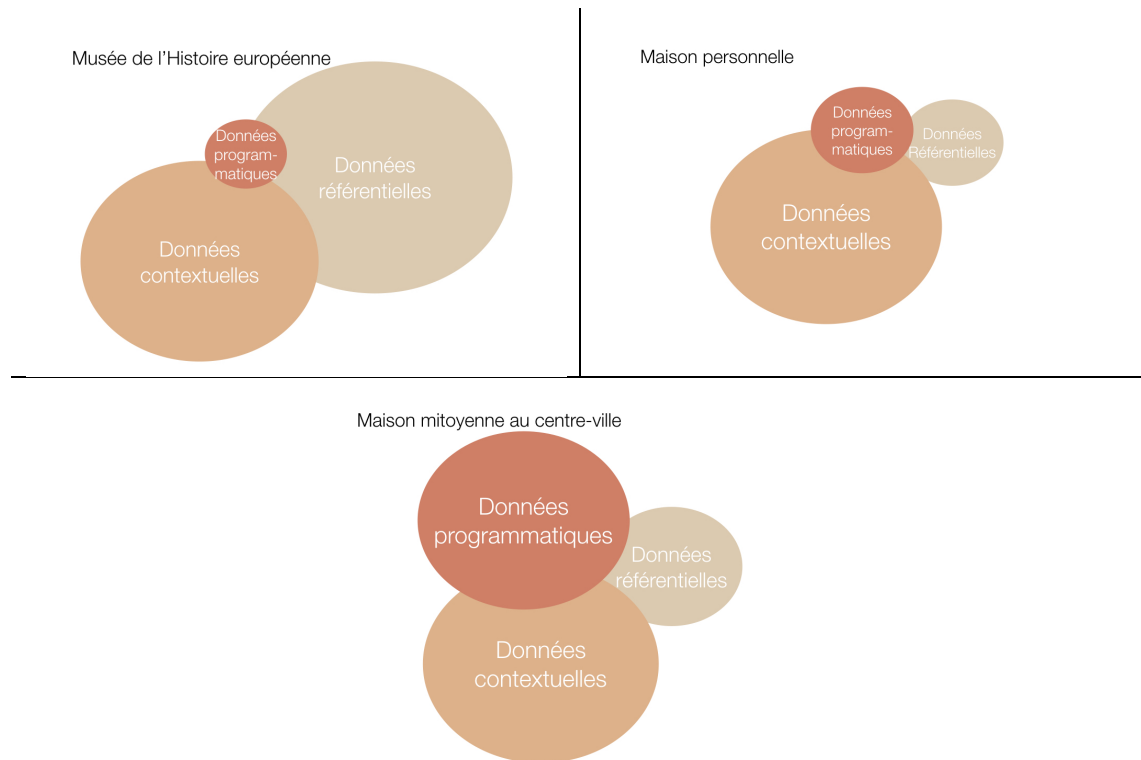 Musée de l'Histoire européenne
Données
program-
matiques
Données
référentielles
Données
contextuelles
Maison personnelle
Données
program-
matiques
Données
Référentielles
Données
contextuelles
Maison mitoyenne au centre-ville
Données
programmatiques
Données
référentielles
Données
contextuelles